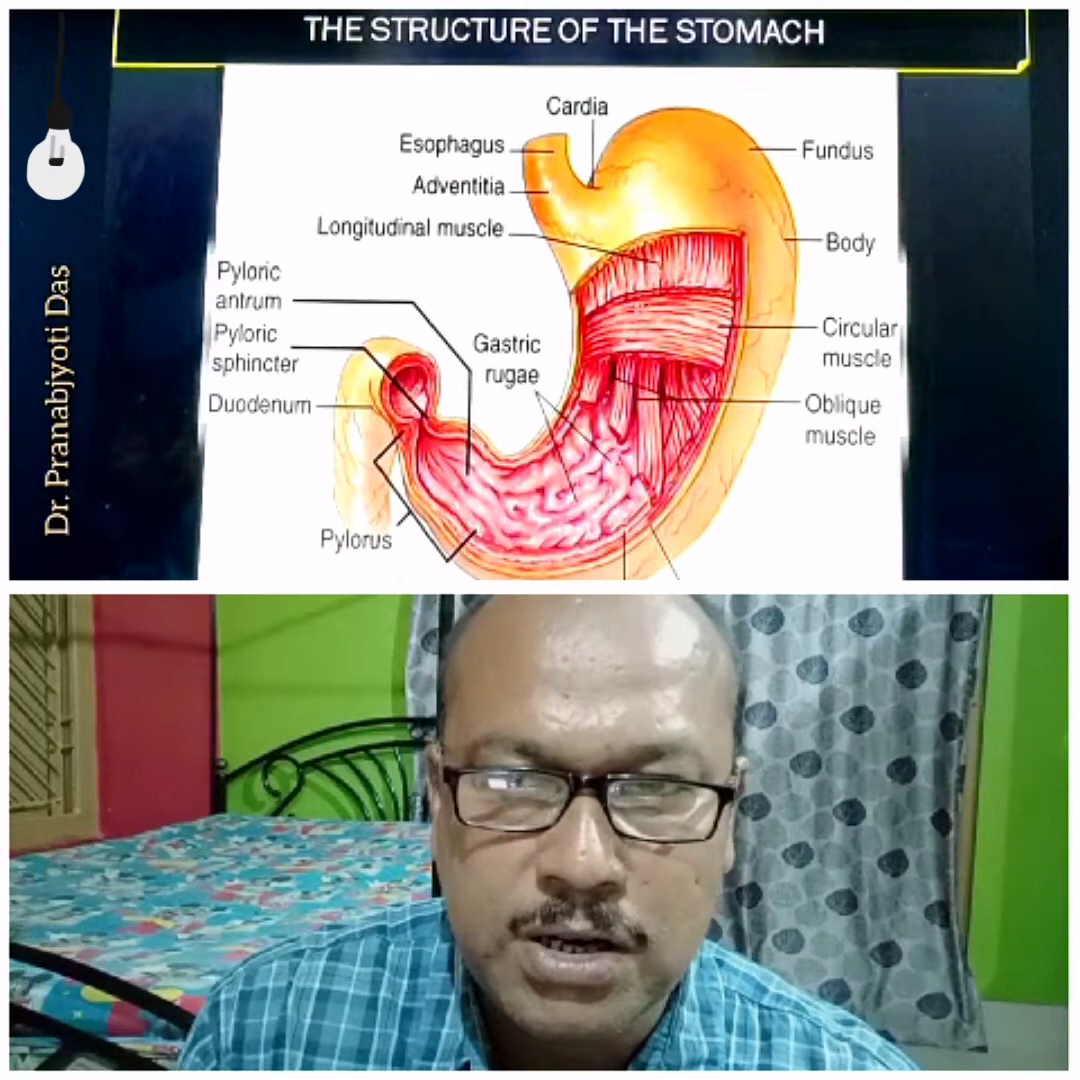 THE STRUCTURE OF THE STOMACH
Dr. Pranabjyoti Das
Cardia
Esophagus
Fundus
Adventitia
Longitudinal muscle
Body
Pyloric
antrum
Pyloric
sphincter
Gastric
rugae
Circular
muscle
Duodenum
Oblique
muscle
Pylorus